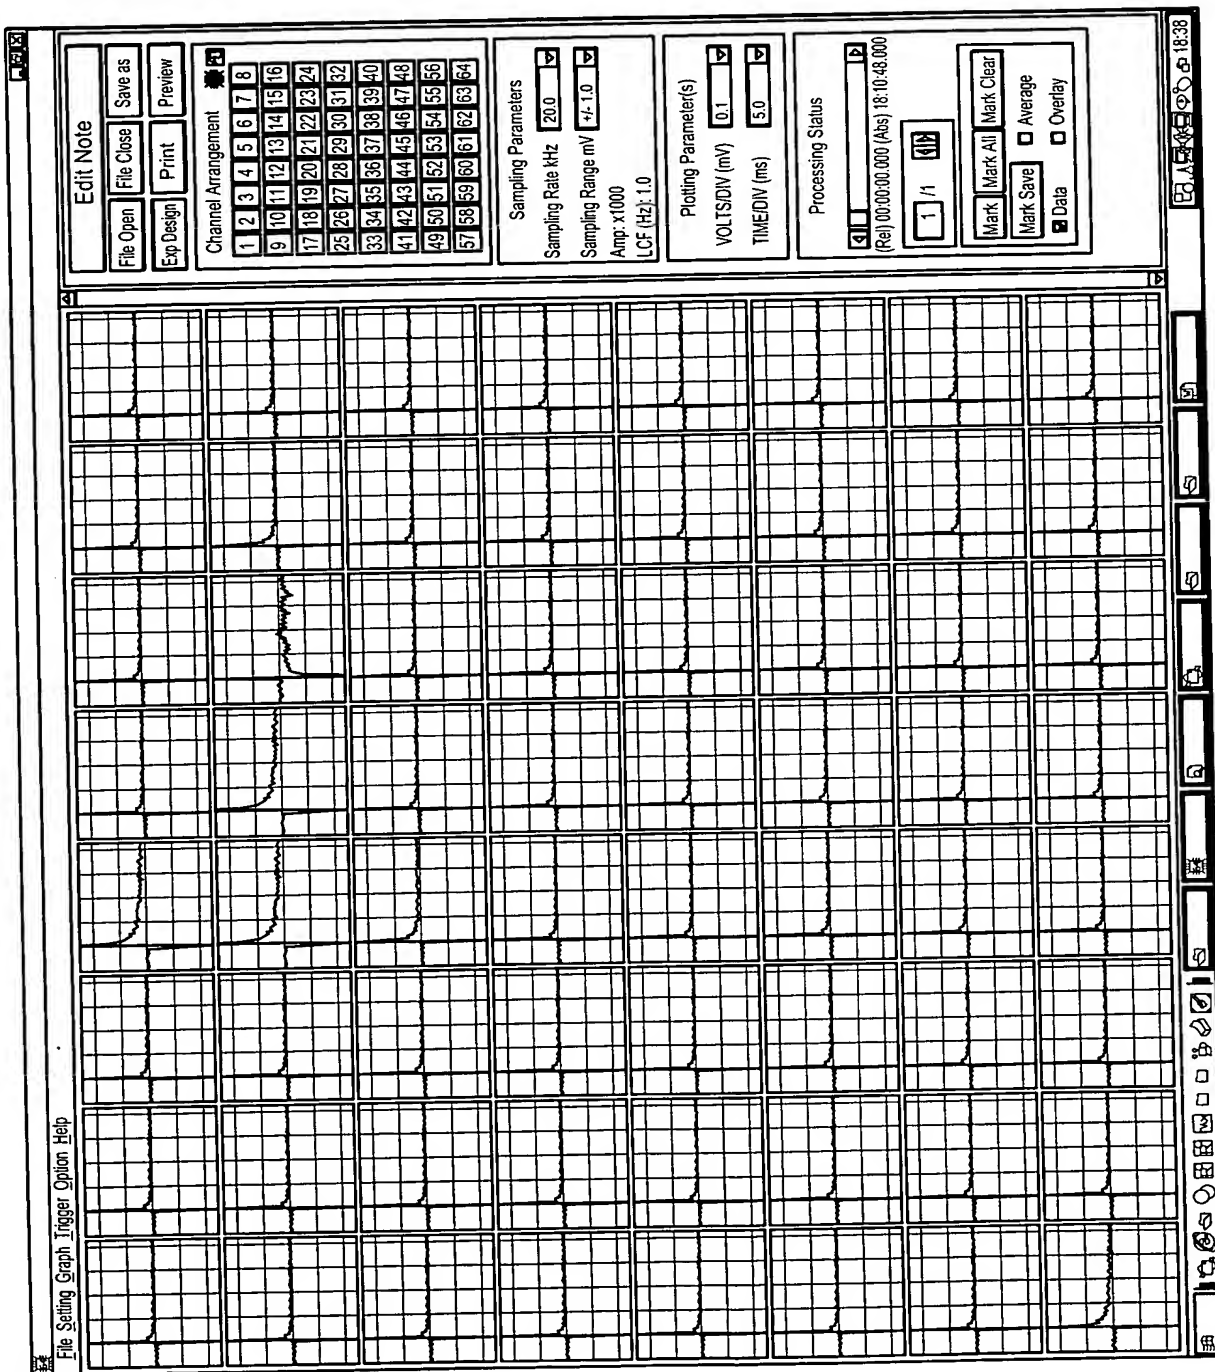 File Setting Graph Trigger Option Help
Edit Note
File Open File Close Save as
Exp Design Print Preview
Channel Arrangement
1 2 3 4 5 6 7 8
9 10 11 12 13 14 15 16
17 18 19 20 21 22 23 24
25 26 27 28 29 30 31 32
33 34 35 36 37 38 39 40
41 42 43 44 45 46 47 48
49 50 51 52 53 54 55 56
57 58 59 60 61 62 63 64
Sampling Parameters
Sampling Rate kHz 20.0
Sampling Range mV +/- 1.0
Amp: x1000
LCF (Hz): 1.0
Plotting Parameter(s)
VOLTS/DIV (mV) 0.1
TIME/DIV (ms) 5.0
Processing Status
(Rel) 00:00:00.000 (Abs) 18:10:48.000
1 /1
Mark Mark All Mark Clear
Mark Save Average
Data Overlay
18:38